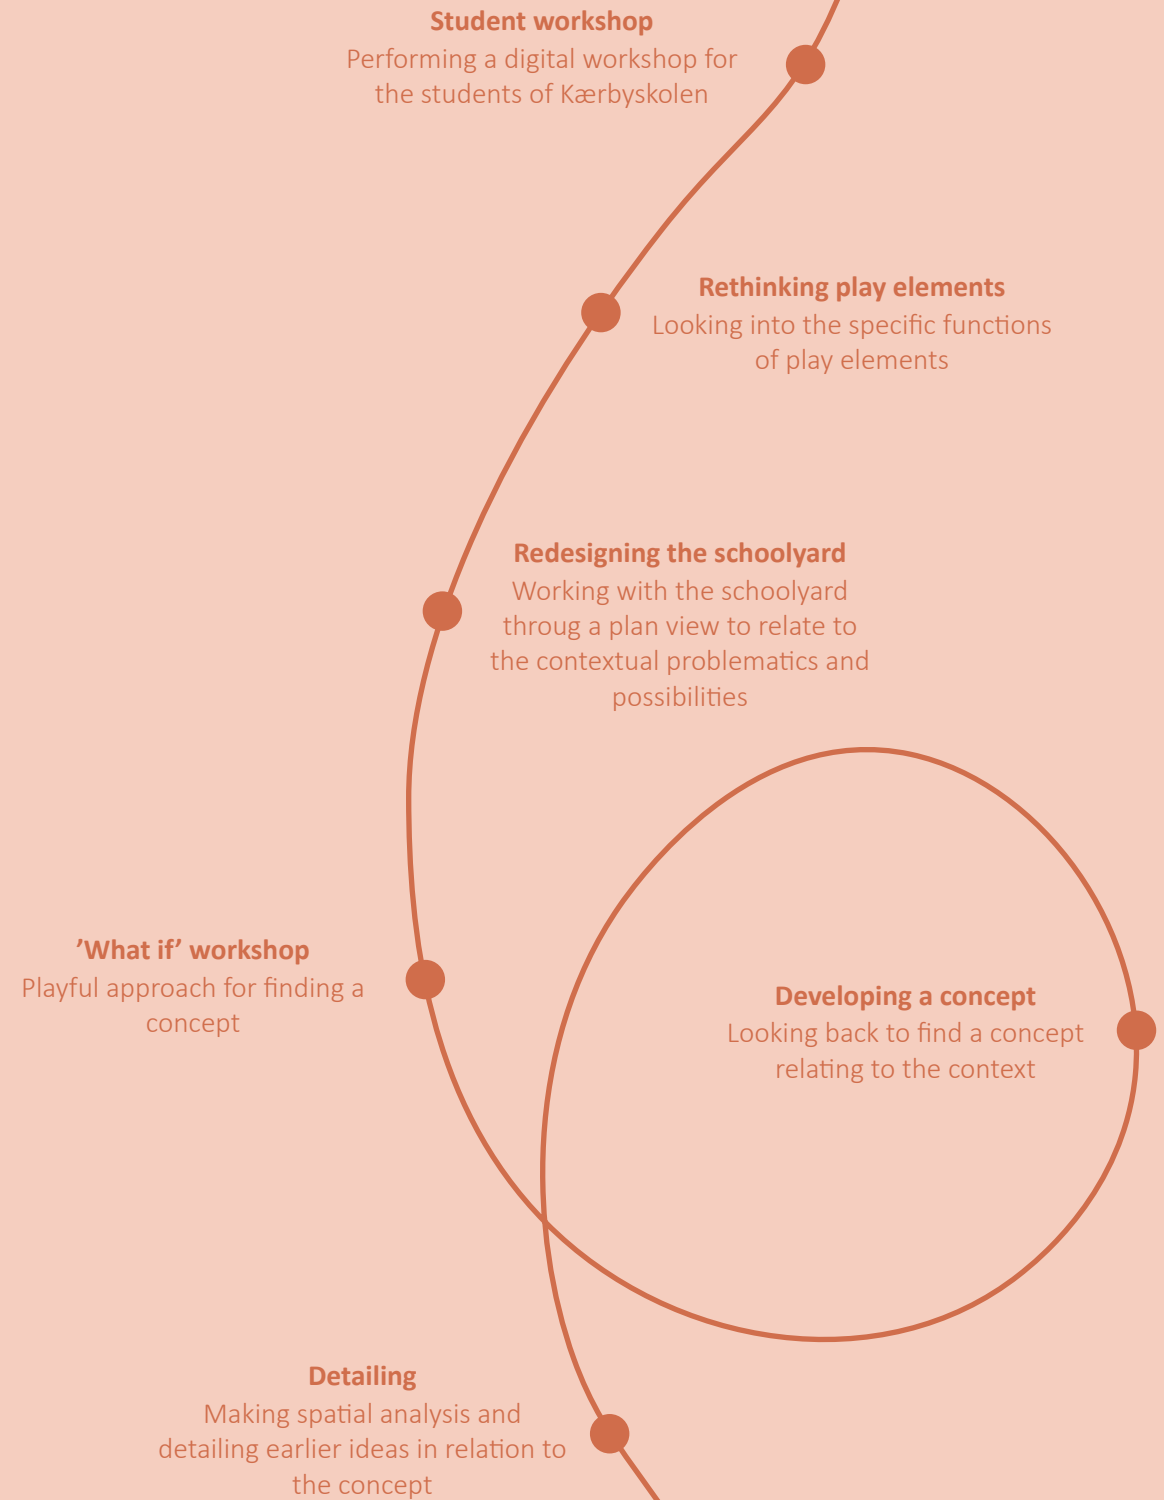 Student workshop
Performing a digital workshop for
the students of Kærbyskolen
Rethinking play elements
Looking into the specific functions
of play elements
Redesigning the schoolyard
Working with the schoolyard
throug a plan view to relate to
the contextual problematics and
possibilities
’What if’ workshop
Playful approach for finding a
concept
Developing a concept
Looking back to find a concept
relating to the context
Detailing
Making spatial analysis and
detailing earlier ideas in relation to
the concept